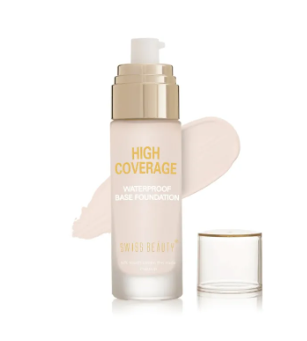 HIGH
COVERAGE
WATERPROOF
BASE FOUNDATION
SWISS BEAUTY